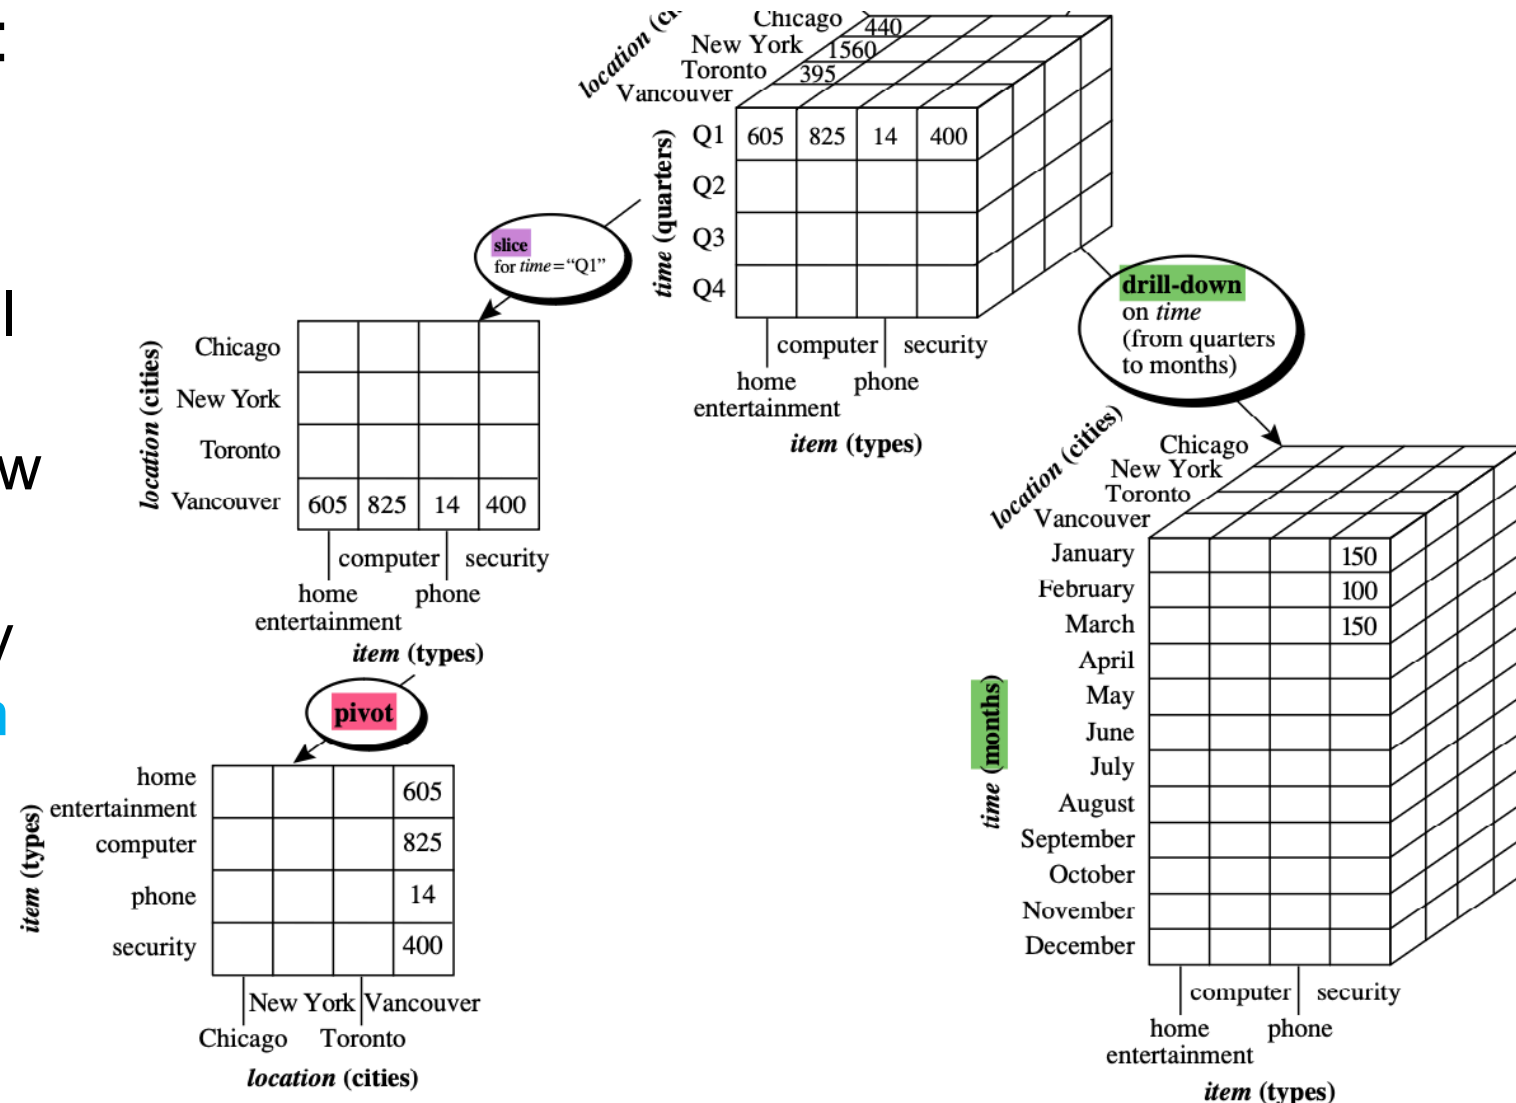 :
l
w
y
location (ci
Chicago 440
New York 1560
Toronto 395
Vancouver
time (quarters)
Q1 605 825 14 400
Q2
Q3
Q4
computer security
home phone
entertainment
item (types)
slice
for time = “Q1”
drill-down
on time
(from quarters
to months)
location (cities)
Chicago
New York
Toronto
Vancouver 605 825 14 400
computer security
home phone
entertainment
item (types)
pivot
item (types)
home
entertainment 605
computer 825
phone 14
security 400
New York Vancouver
Chicago Toronto
location (cities)
location (cities)
Chicago
New York
Toronto
Vancouver
time (months)
January 150
February 100
March 150
April
May
June
July
August
September
October
November
December
computer security
home phone
entertainment
item (types)